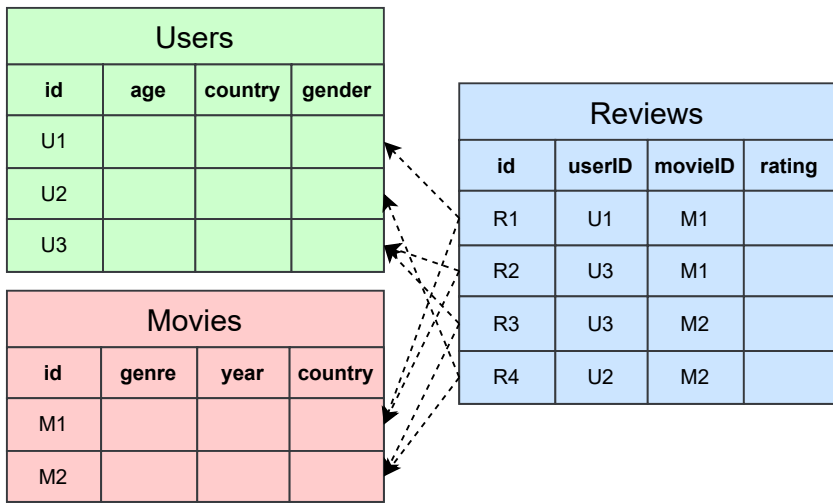 Users
id age country gender
U1
U2
U3
Movies
id genre year country
M1
M2
Reviews
id userID movieID rating
R1 U1 M1
R2 U3 M1
R3 U3 M2
R4 U2 M2